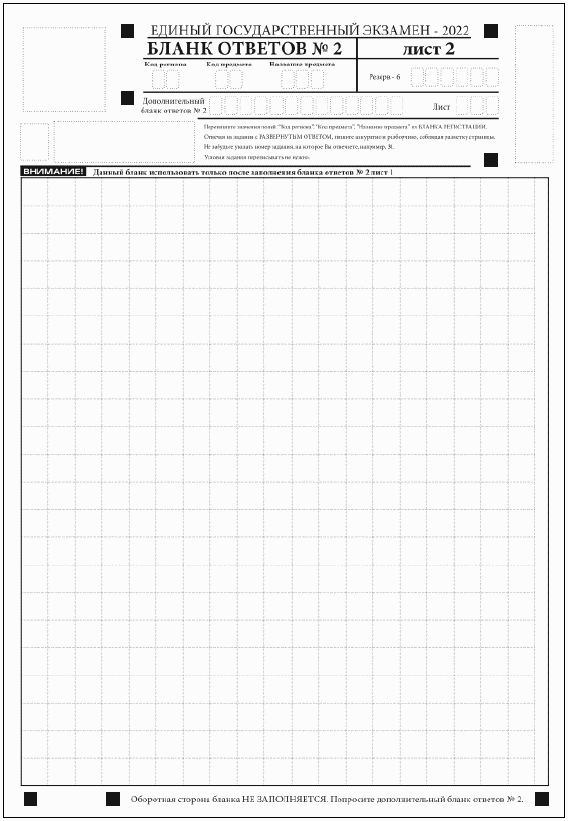 ЕДИНЫЙ ГОСУДАРСТВЕННЫЙ ЭКЗАМЕН - 2022
БЛАНК ОТВЕТОВ № 2 лист 2
Код региона Код предмета Название предмета Резерв - 6
Дополнительный
бланк ответов № 2 Лист
Перепишите значения полей "Код региона", "Код предмета", "Название предмета" из БЛАНКА РЕГИСТРАЦИИ.
Отвечая на задания с РАЗВЕРНУТЫМ ОТВЕТОМ, пишите аккуратно и разборчиво, соблюдая разметку страницы.
Не забудьте указать номер задания, на которое Вы отвечаете, например, 31.
Условия задания переписывать не нужно.
ВНИМАНИЕ! Данный бланк использовать только после заполнения бланка ответов № 2 лист 1
Оборотная сторона бланка НЕ ЗАПОЛНЯЕТСЯ. Попросите дополнительный бланк ответов № 2.